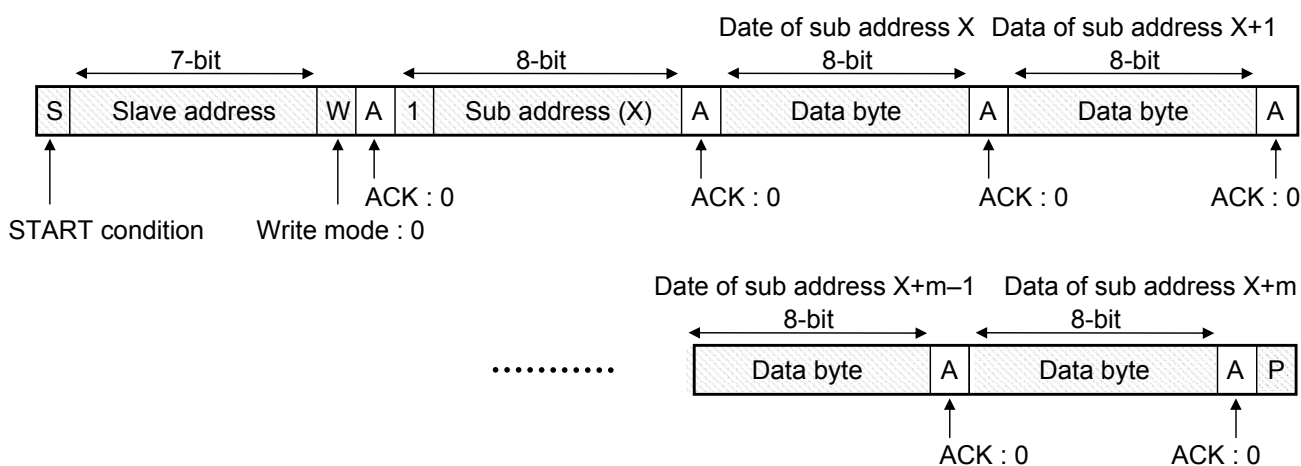 Date of sub address X Data of sub address X+1
7-bit 8-bit 8-bit 8-bit
S Slave address W A 1 Sub address (X) A Data byte A Data byte A
ACK : 0 ACK : 0 ACK : 0 ACK : 0
START condition Write mode : 0
Date of sub address X+m–1 Data of sub address X+m
8-bit 8-bit
........... Data byte A Data byte A P
ACK : 0 ACK : 0